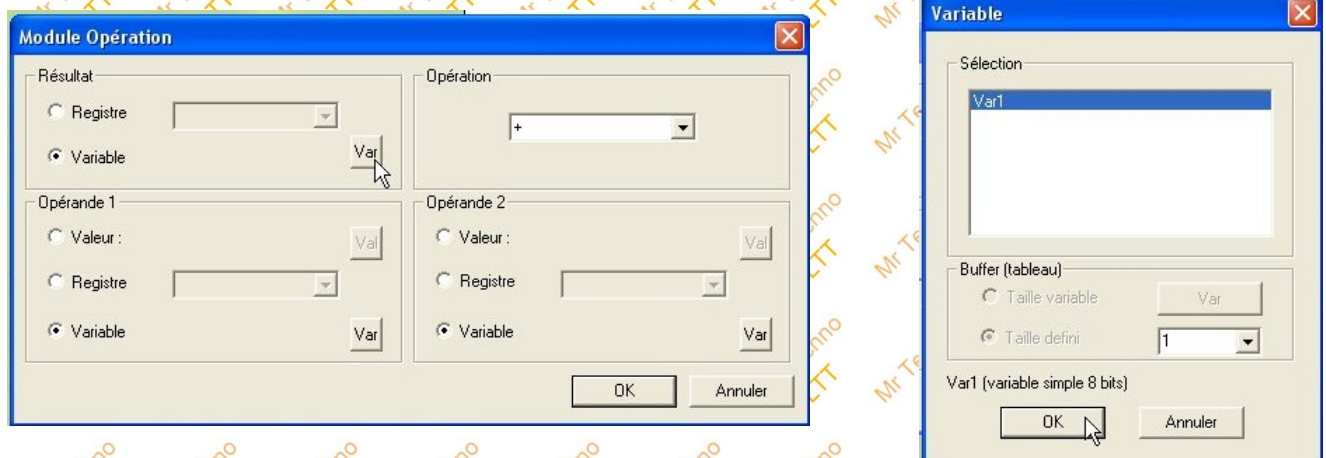 Module Opération
Résultat
Registre
Variable
Var
Opération
+
Opérande 1
Valeur :
Val
Registre
Variable
Var
Opérande 2
Valeur :
Val
Registre
Variable
Var
OK
Annuler
Variable
Sélection
Var1
Buffer (tableau)
Taille variable
Var
Taille defini
1
Var1 (variable simple 8 bits)
OK
Annuler